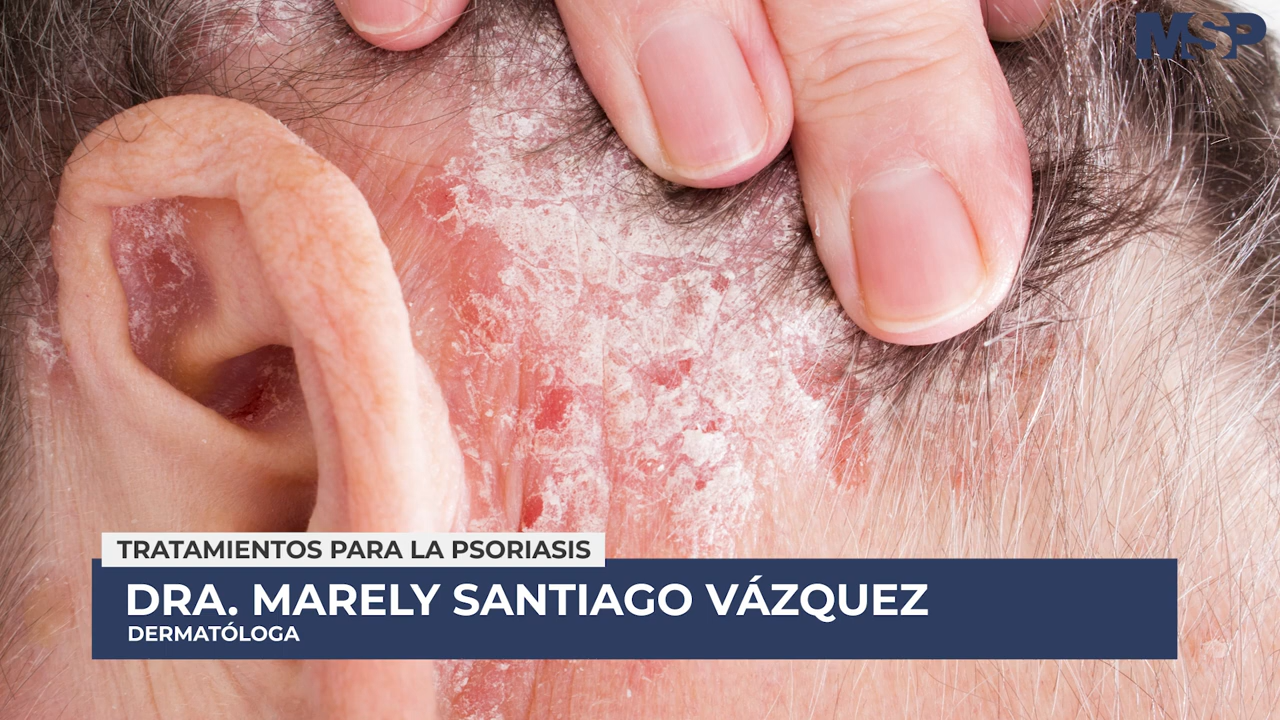 MSP
TRATAMIENTOS PARA LA PSORIASIS
DRA. MARELY SANTIAGO VÁZQUEZ
DERMATÓLOGA